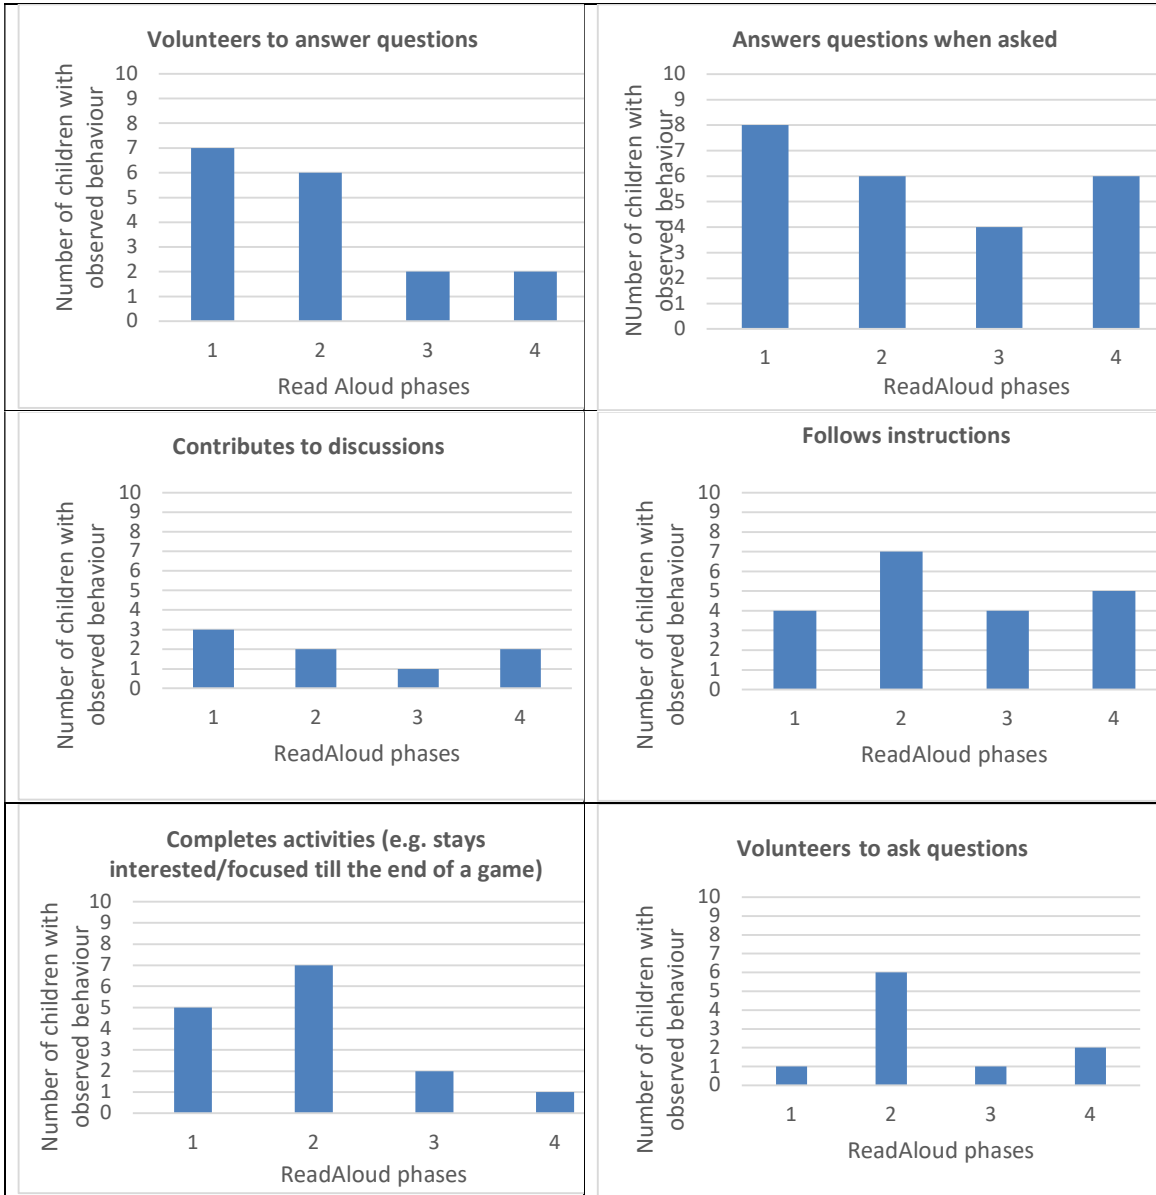 Volunteers to answer questions
Number of children with
observed behaviour
10
9
8
7
6
5
4
3
2
1
0
1 2 3 4
Read Aloud phases
Answers questions when asked
NUmber of children with
observed behaviour
10
9
8
7
6
5
4
3
2
1
0
1 2 3 4
ReadAloud phases
Contributes to discussions
Number of children with
observed behaviour
10
9
8
7
6
5
4
3
2
1
0
1 2 3 4
ReadAloud phases
Follows instructions
Number of children with
observed behaviour
10
9
8
7
6
5
4
3
2
1
0
1 2 3 4
ReadAloud phases
Completes activities (e.g. stays
interested/focused till the end of a game)
Number of children with
observed behaviour
10
9
8
7
6
5
4
3
2
1
0
1 2 3 4
ReadAloud phases
Volunteers to ask questions
Number of children with
observed behaviour
10
9
8
7
6
5
4
3
2
1
0
1 2 3 4
ReadAloud phases